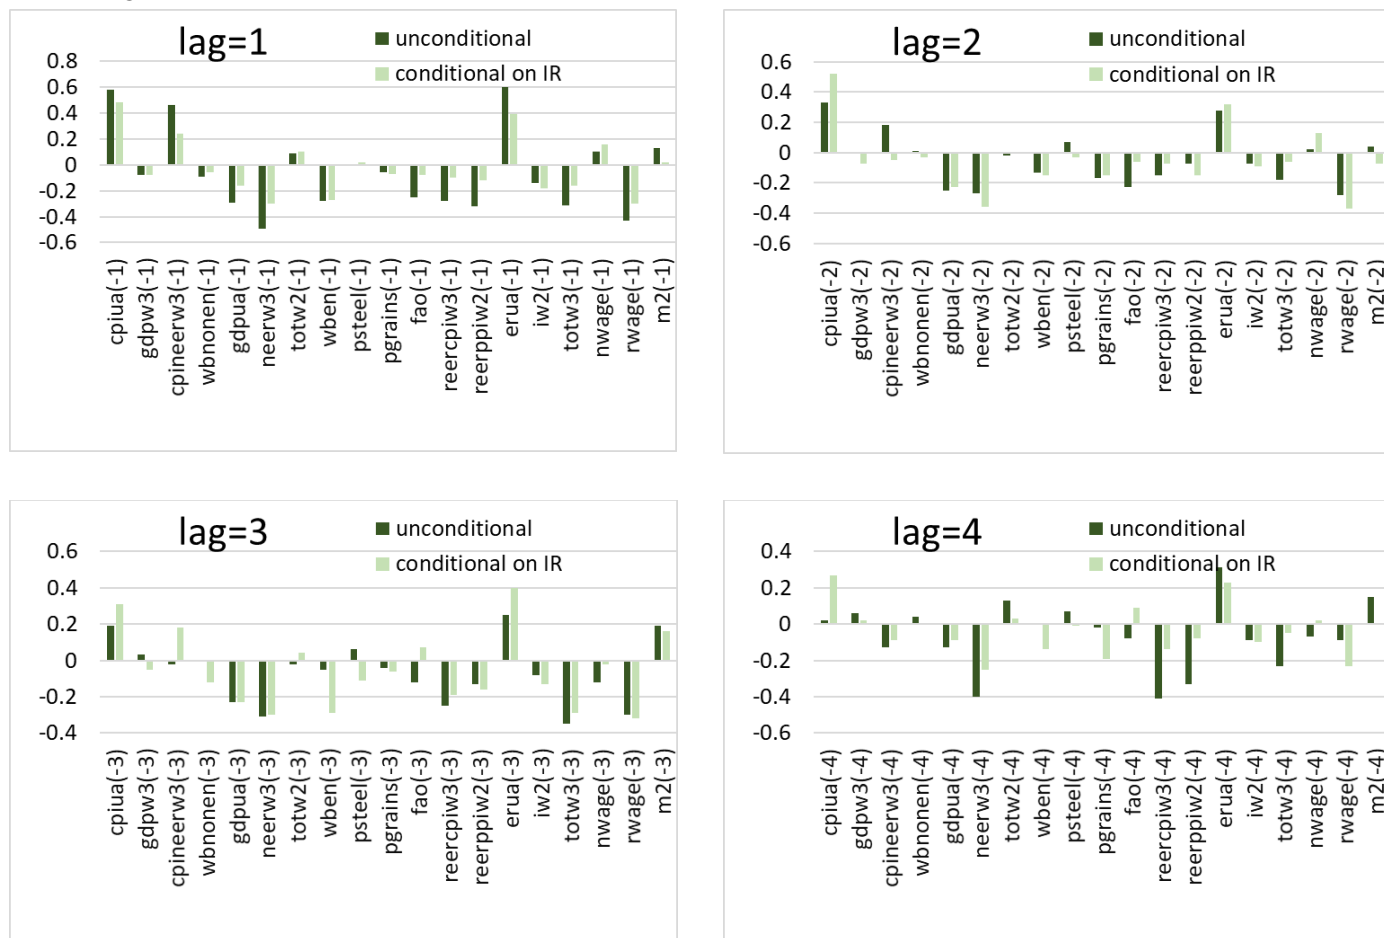 lag=1
unconditional
conditional on IR
0.8
0.6
0.4
0.2
0
-0.2
-0.4
-0.6
cpiua(-1)
gdpw3(-1)
cpineerw3(-1)
wbnonen(-1)
gdpua(-1)
neerw3(-1)
totw2(-1)
wben(-1)
psteel(-1)
pgrains(-1)
fao(-1)
reercpiw3(-1)
reerppiw2(-1)
erua(-1)
iw2(-1)
totw3(-1)
nwage(-1)
rwage(-1)
m2(-1)
lag=2
unconditional
conditional on IR
0.6
0.4
0.2
0
-0.2
-0.4
-0.6
cpiua(-2)
gdpw3(-2)
cpineerw3(-2)
wbnonen(-2)
gdpua(-2)
neerw3(-2)
totw2(-2)
wben(-2)
psteel(-2)
pgrains(-2)
fao(-2)
reercpiw3(-2)
reerppiw2(-2)
erua(-2)
iw2(-2)
totw3(-2)
nwage(-2)
rwage(-2)
m2(-2)
lag=3
unconditional
conditional on IR
0.6
0.4
0.2
0
-0.2
-0.4
cpiua(-3)
gdpw3(-3)
cpineerw3(-3)
wbnonen(-3)
gdpua(-3)
neerw3(-3)
totw2(-3)
wben(-3)
psteel(-3)
pgrains(-3)
fao(-3)
reercpiw3(-3)
reerppiw2(-3)
erua(-3)
iw2(-3)
totw3(-3)
nwage(-3)
rwage(-3)
m2(-3)
lag=4
unconditional
conditional on IR
0.4
0.2
0
-0.2
-0.4
-0.6
cpiua(-4)
gdpw3(-4)
cpineerw3(-4)
wbnonen(-4)
gdpua(-4)
neerw3(-4)
totw2(-4)
wben(-4)
psteel(-4)
pgrains(-4)
fao(-4)
reercpiw3(-4)
reerppiw2(-4)
erua(-4)
iw2(-4)
totw3(-4)
nwage(-4)
rwage(-4)
m2(-4)